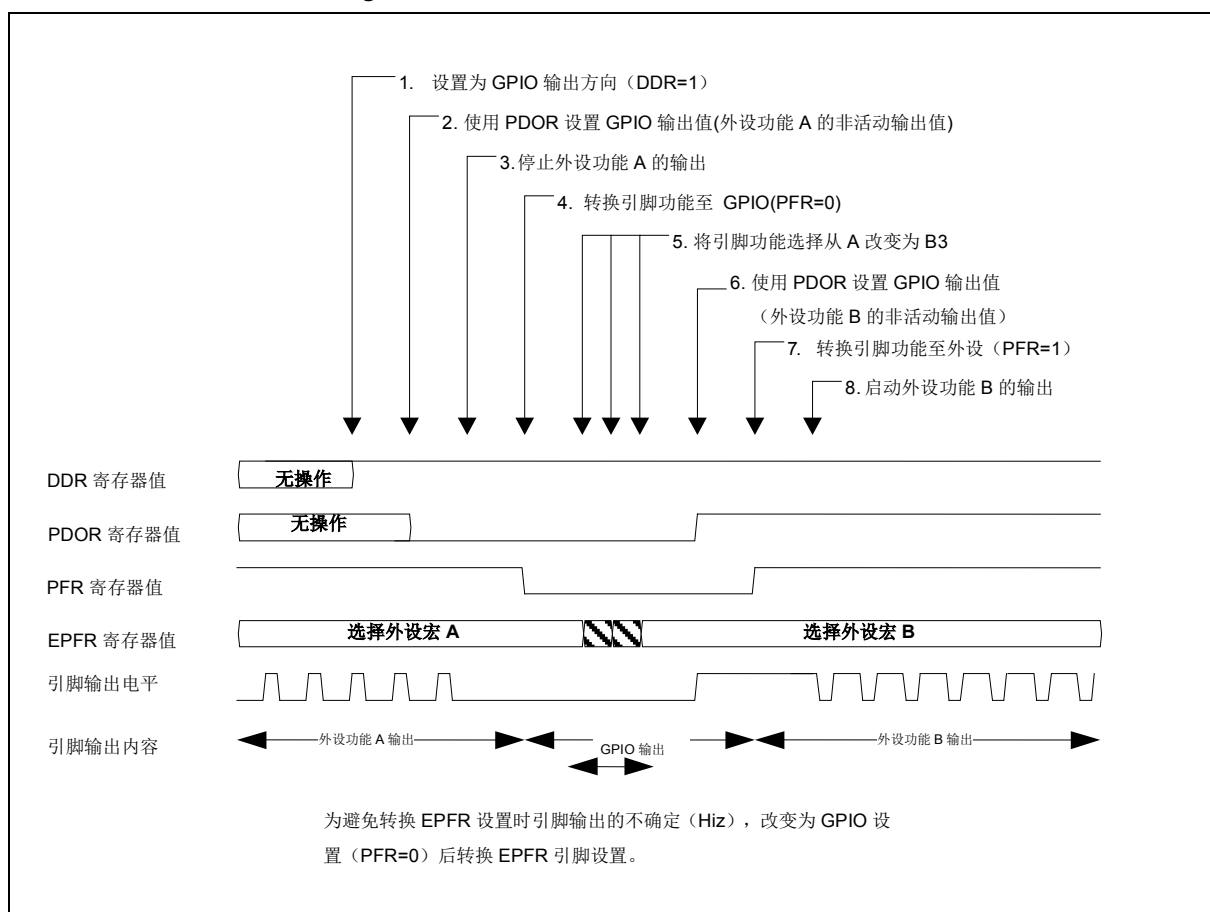 1. 设置为 GPIO 输出方向（DDR=1）
2. 使用 PDOR 设置 GPIO 输出值(外设功能 A 的非活动输出值)
3.停止外设功能 A 的输出
4. 转换引脚功能至 GPIO(PFR=0)
5. 将引脚功能选择从 A 改变为 B3
6. 使用 PDOR 设置 GPIO 输出值
（外设功能 B 的非活动输出值）
7. 转换引脚功能至外设（PFR=1）
8. 启动外设功能 B 的输出
DDR 寄存器值
无操作
PDOR 寄存器值
无操作
PFR 寄存器值
EPFR 寄存器值
选择外设宏 A
选择外设宏 B
引脚输出电平
引脚输出内容
外设功能 A 输出
GPIO 输出
外设功能 B 输出
为避免转换 EPFR 设置时引脚输出的不确定（Hiz），改变为 GPIO 设
置（PFR=0）后转换 EPFR 引脚设置。